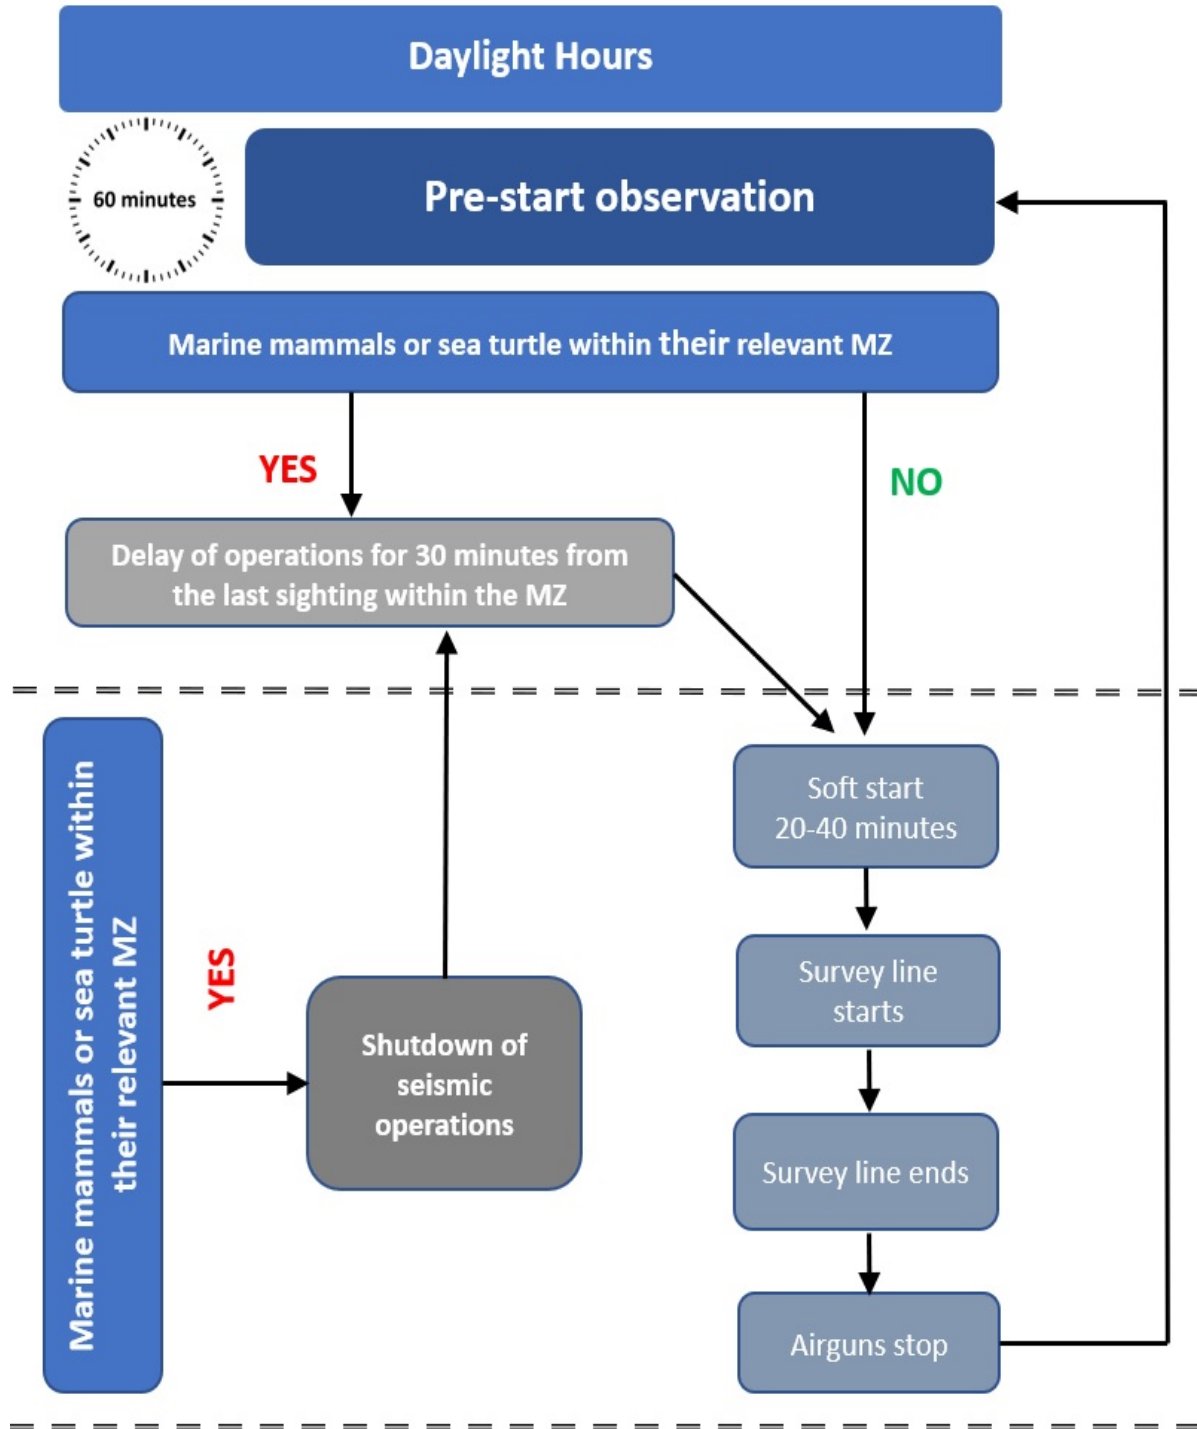 Daylight Hours
60 minutes
Pre-start observation
Marine mammals or sea turtle within their relevant MZ
YES
NO
Delay of operations for 30 minutes from
the last sighting within the MZ
Marine mammals or sea turtle within
their relevant MZ
YES
Shutdown of
seismic
operations
Soft start
20-40 minutes
Survey line
starts
Survey line ends
Airguns stop